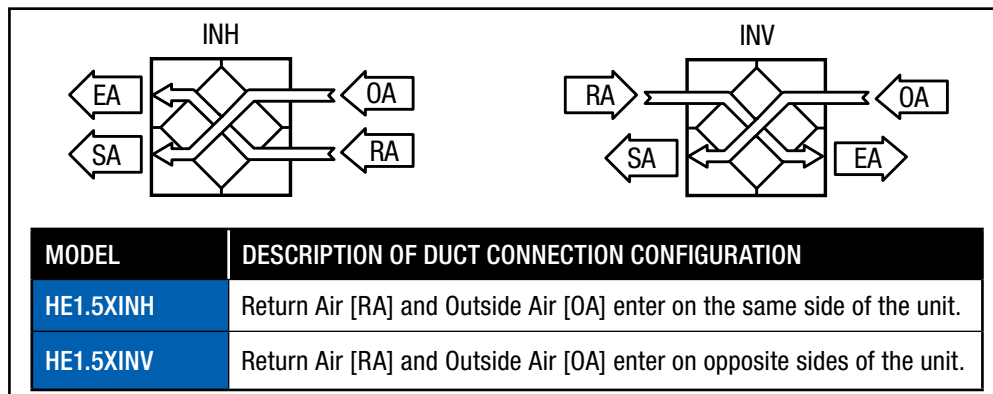 INH
EA
OA
SA
RA
INV
RA
OA
SA
EA
MODEL DESCRIPTION OF DUCT CONNECTION CONFIGURATION
HE1.5XINH Return Air [RA] and Outside Air [OA] enter on the same side of the unit.
HE1.5XINV Return Air [RA] and Outside Air [OA] enter on opposite sides of the unit.